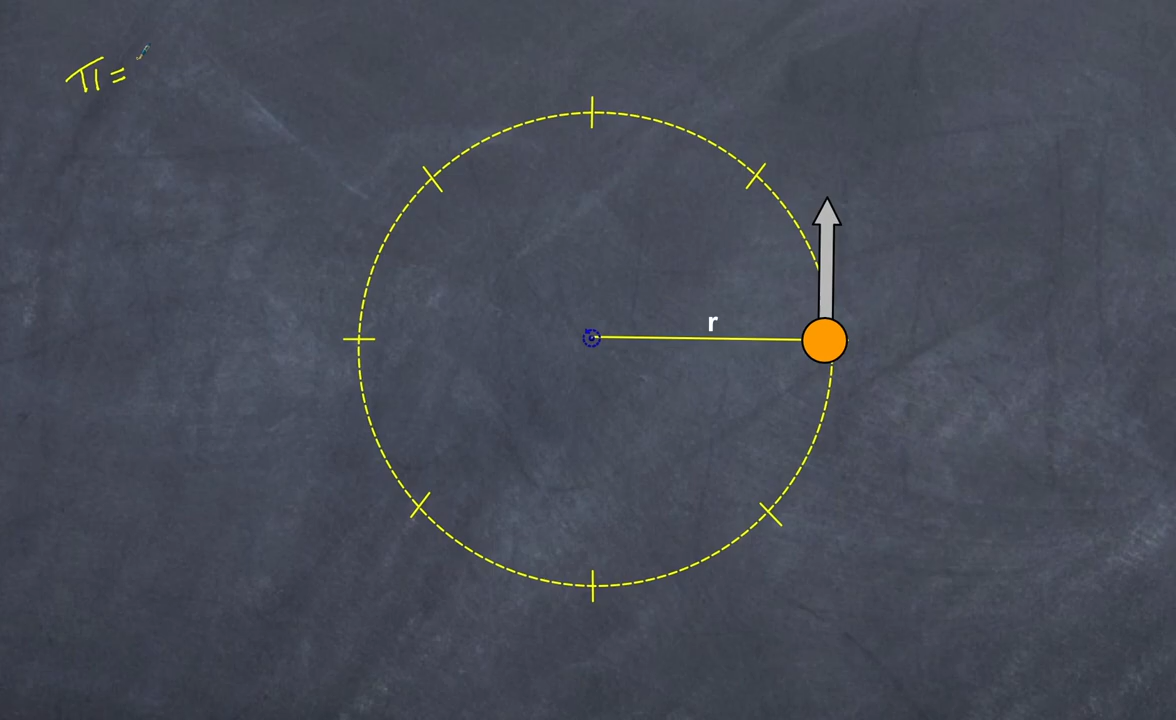 π =
r